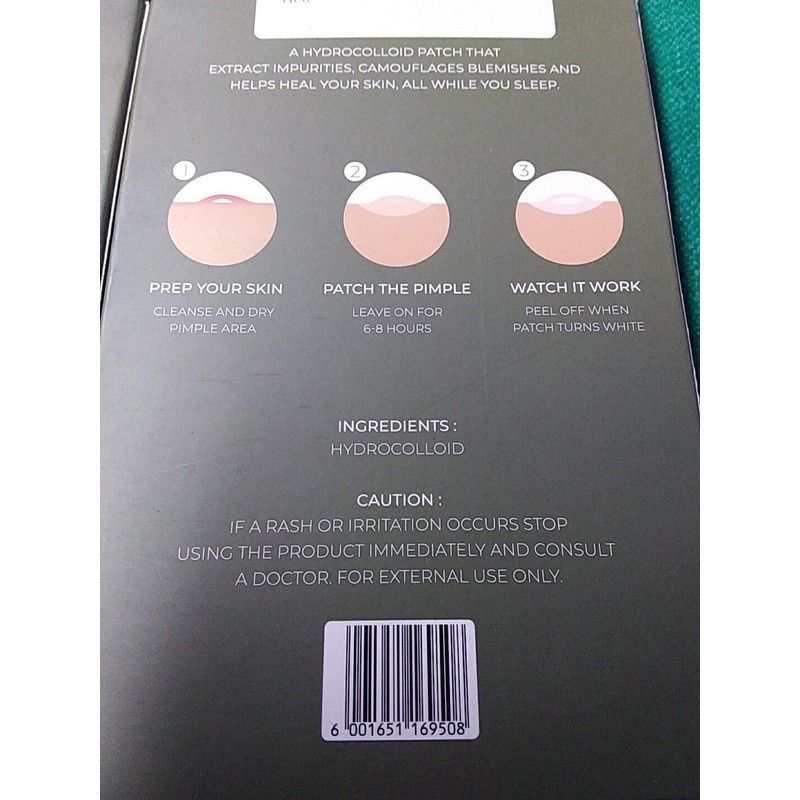 A HYDROCOLLOID PATCH THAT
EXTRACT IMPURITIES, CAMOUFLAGES BLEMISHES AND
HELPS HEAL YOUR SKIN, ALL WHILE YOU SLEEP.
1
2
3
PREP YOUR SKIN
CLEANSE AND DRY
PIMPLE AREA
PATCH THE PIMPLE
LEAVE ON FOR
6-8 HOURS
WATCH IT WORK
PEEL OFF WHEN
PATCH TURNS WHITE
INGREDIENTS :
HYDROCOLLOID
CAUTION :
IF A RASH OR IRRITATION OCCURS STOP
USING THE PRODUCT IMMEDIATELY AND CONSULT
A DOCTOR. FOR EXTERNAL USE ONLY.
6 001651 169508